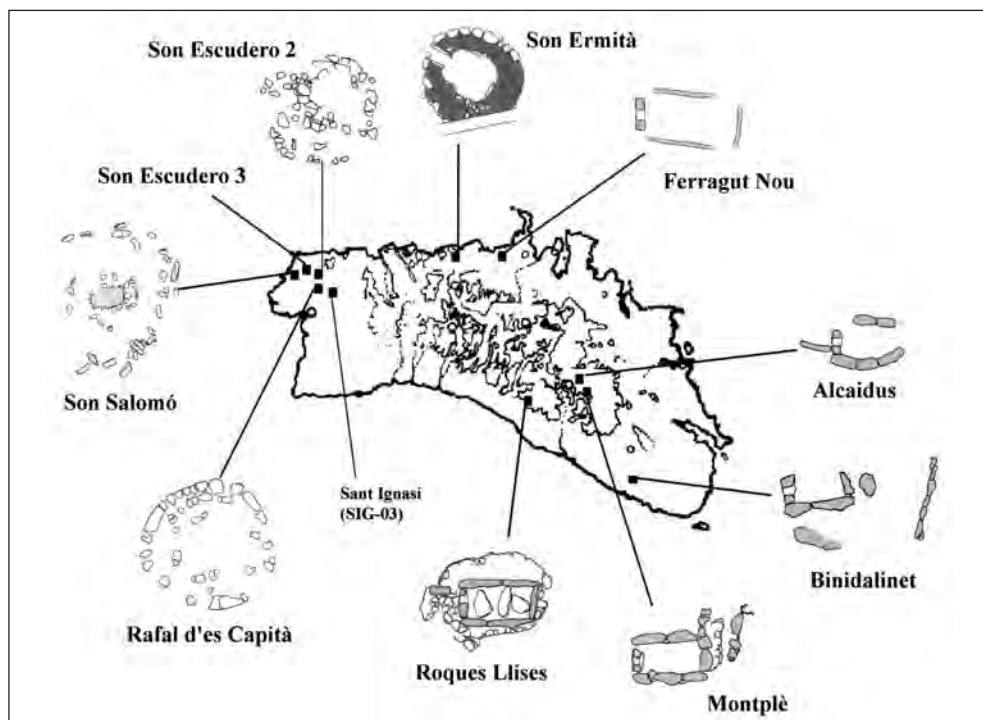 Son Escudero 2
Son Ermità
Ferragut Nou
Son Escudero 3
Son Salomó
Alcaidus
Sant Ignasi
(SIG-03)
Binidalinet
Rafal d'es Capità
Roques Llíses
Montplè